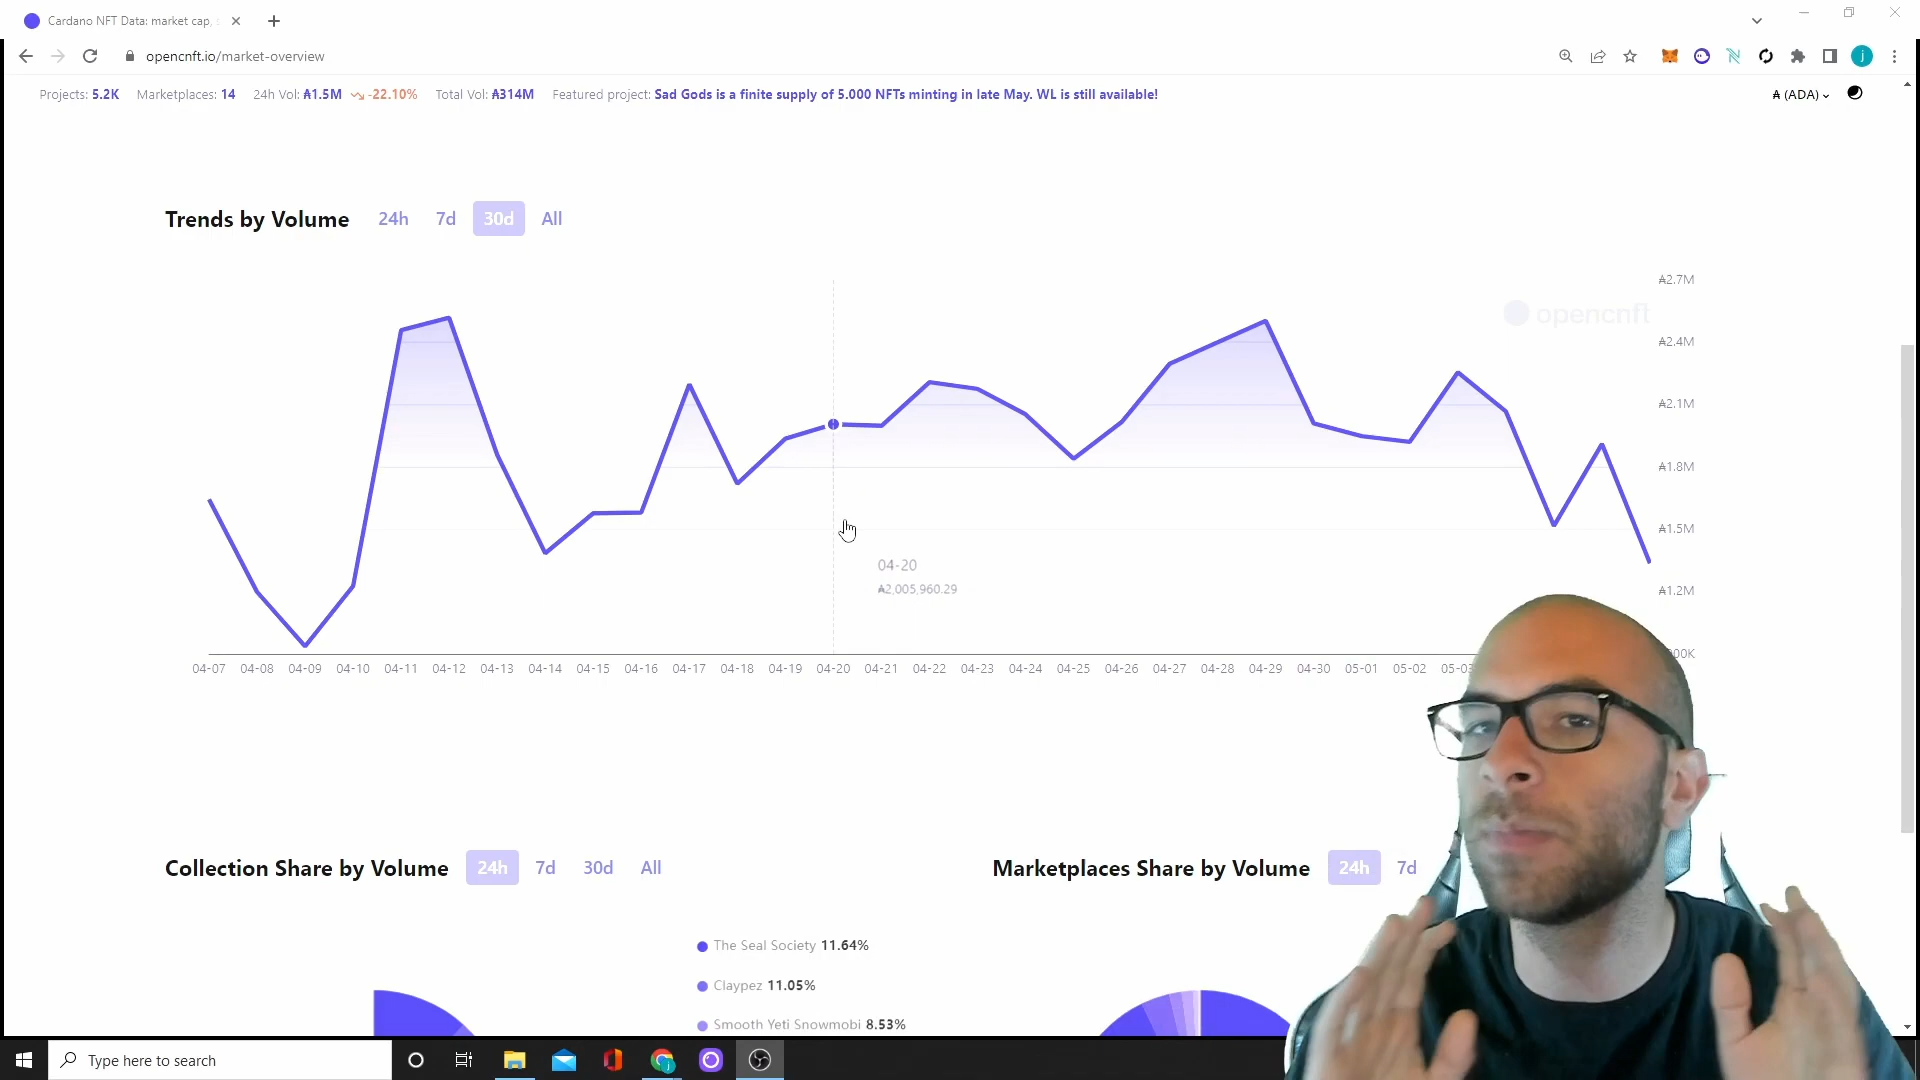 Cardano NFT Data: market cap,
opencnft.io/market-overview
j
Projects: 5.2K Marketplaces: 14 24h Vol: ₳1.5M -22.10% Total Vol: ₳314M Featured project: Sad Gods is a finite supply of 5.000 NFTs minting in late May. WL is still available!
₳ (ADA)
Trends by Volume 24h 7d 30d All
₳2.7M
opencnft
₳2.4M
₳2.1M
₳1.8M
₳1.5M
04-20
₳2,005,960.29
₳1.2M
04-07 04-08 04-09 04-10 04-11 04-12 04-13 04-14 04-15 04-16 04-17 04-18 04-19 04-20 04-21 04-22 04-23 04-24 04-25 04-26 04-27 04-28 04-29 04-30 05-01 05-02 05-03
Collection Share by Volume 24h 7d 30d All
Marketplaces Share by Volume 24h 7d
The Seal Society 11.64%
Claypez 11.05%
Smooth Yeti Snowmobi 8.53%
Type here to search